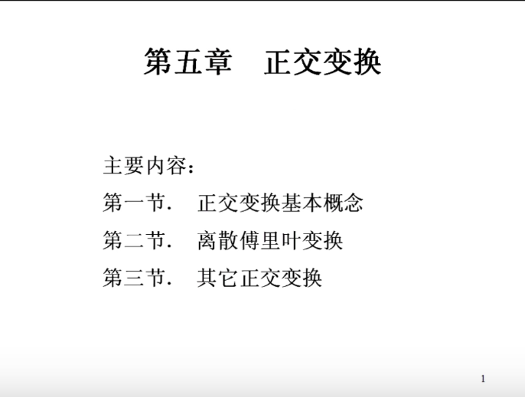 第五章　正交变换
主要内容：
第一节.　正交变换基本概念
第二节.　离散傅里叶变换
第三节.　其它正交变换
1